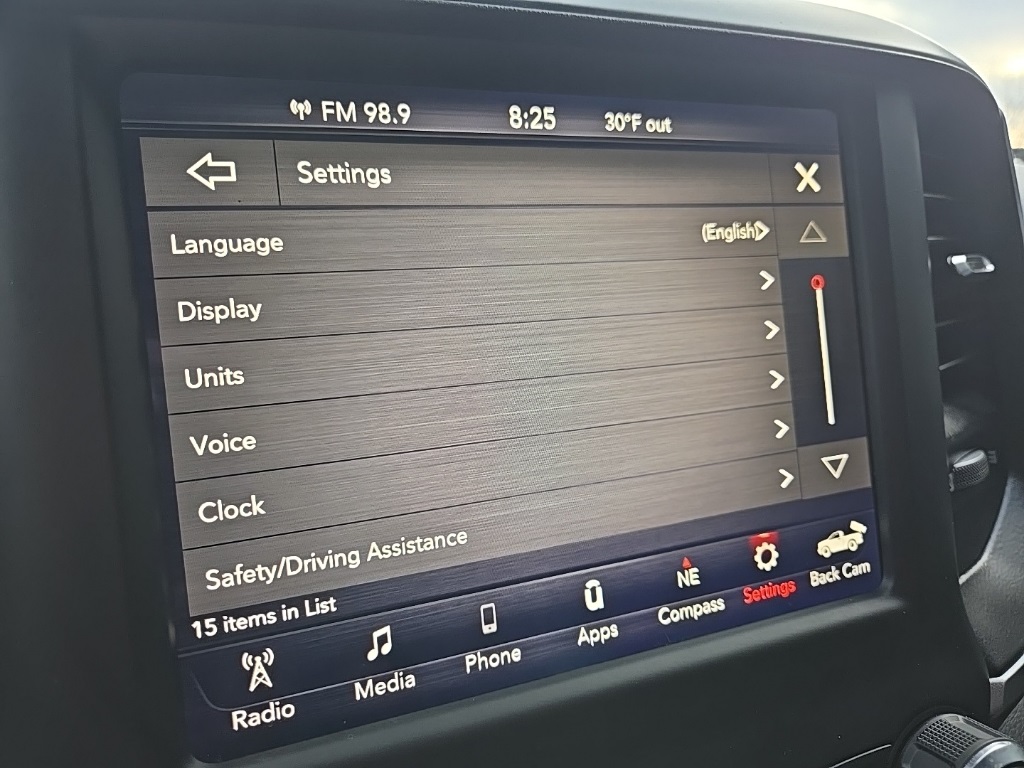 FM 98.9 8:25 30°F out
Settings
Language (English)
Display
Units
Voice
Clock
Safety/Driving Assistance
15 items in List
Radio Media Phone Apps NE Compass Settings Back Cam